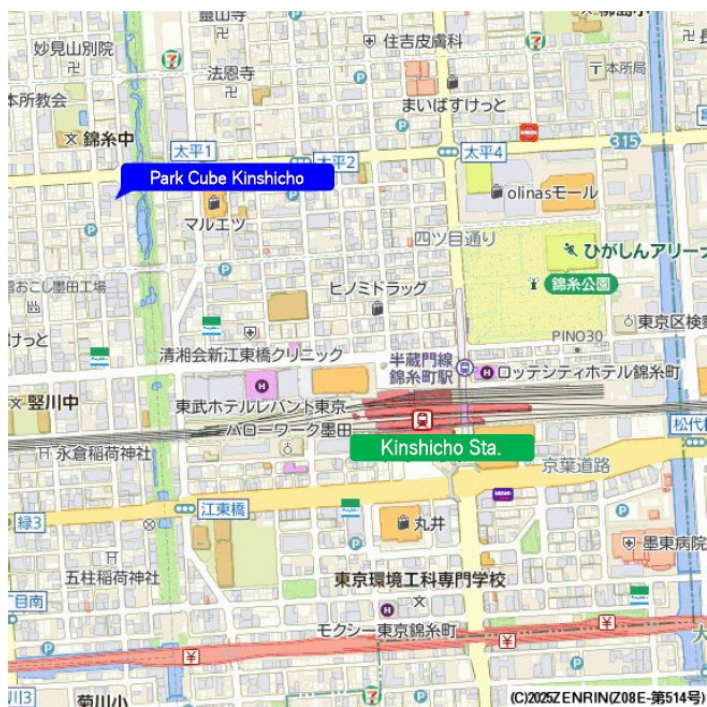 霊山寺
妙見山別院
住吉皮膚科
本所局
法恩寺
本所教会
まいばすけっと
錦糸中
315
太平1
太平2
太平4
Park Cube Kinshicho
olinasモール
マルエツ
四ツ目通り
ひがしんアリーナ
おこし墨田工場
ヒノミドラッグ
錦糸公園
東京区検
けっと
PINO30
清湘会新江東橋クリニック
半蔵門線
錦糸町駅
ロッテシティホテル錦糸町
竪川中
東武ホテルレバント東京
ハローワーク墨田
松代
永倉稲荷神社
Kinshicho Sta.
京葉道路
江東橋
緑3
丸井
墨東病院
五柱稲荷神社
東京環境工科専門学校
目南
モクシー東京錦糸町
大
川3
菊川小
(C)2025ZENRIN(Z08E-第514号)